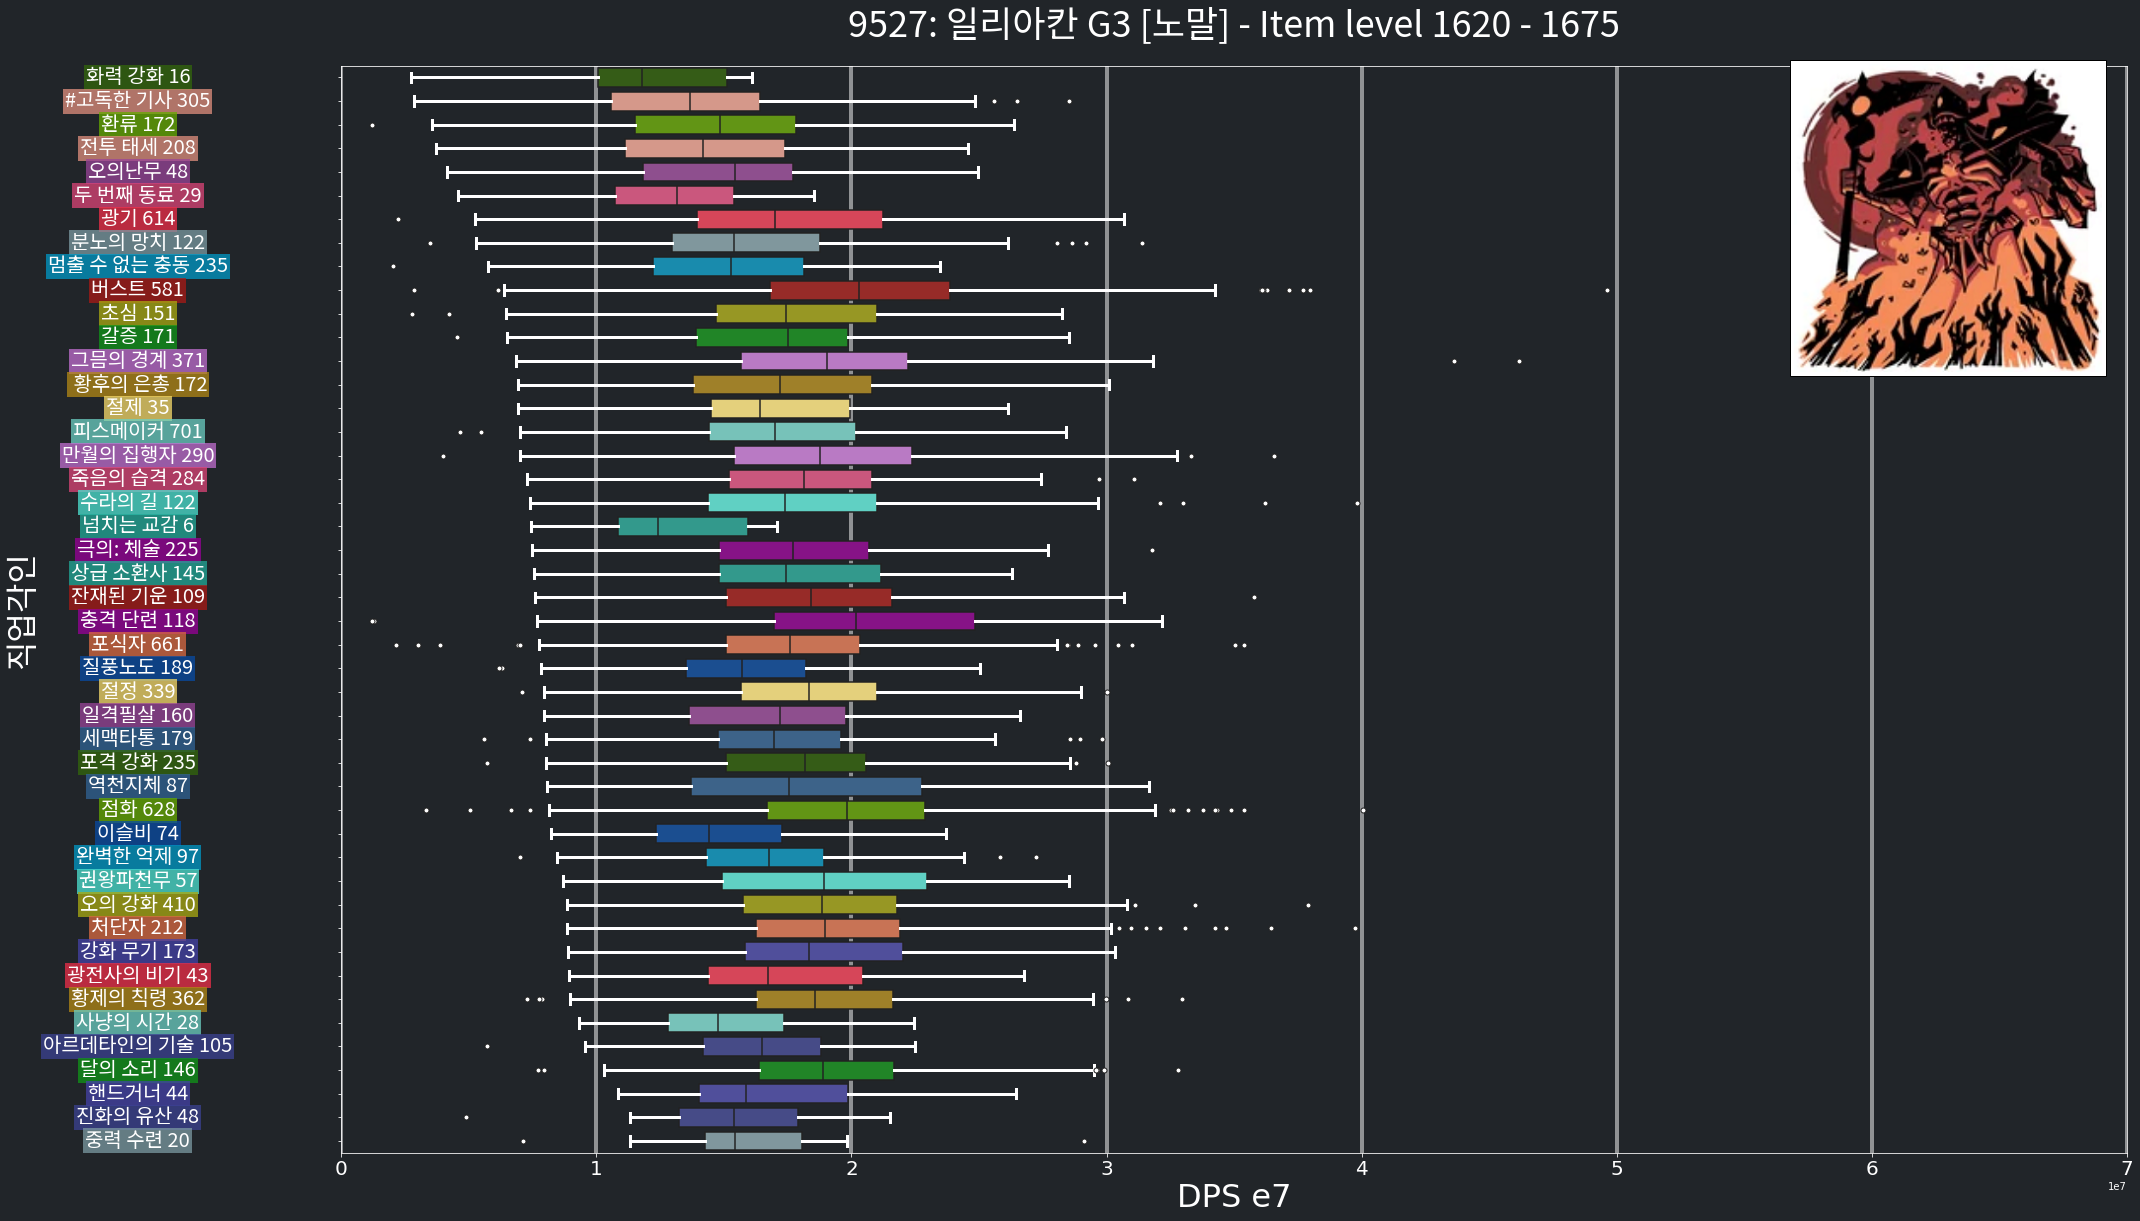 9527: 일리아칸 G3 [노말] - Item level 1620 - 1675
직업각인
화력 강화 16
#고독한 기사 305
환류 172
전투 태세 208
오의난무 48
두 번째 동료 29
광기 614
분노의 망치 122
멈출 수 없는 충동 235
버스트 581
초심 151
갈증 171
그믐의 경계 371
황후의 은총 172
절제 35
피스메이커 701
만월의 집행자 290
죽음의 습격 284
수라의 길 122
넘치는 교감 6
극의: 체술 225
상급 소환사 145
잔재된 기운 109
충격 단련 118
포식자 661
질풍노도 189
절정 339
일격필살 160
세맥타통 179
포격 강화 235
역천지체 87
점화 628
이슬비 74
완벽한 억제 97
권왕파천무 57
오의 강화 410
처단자 212
강화 무기 173
광전사의 비기 43
황제의 칙령 362
사냥의 시간 28
아르데타인의 기술 105
달의 소리 146
핸드거너 44
진화의 유산 48
중력 수련 20
0 1 2 3 4 5 6 7
1e7
DPS e7